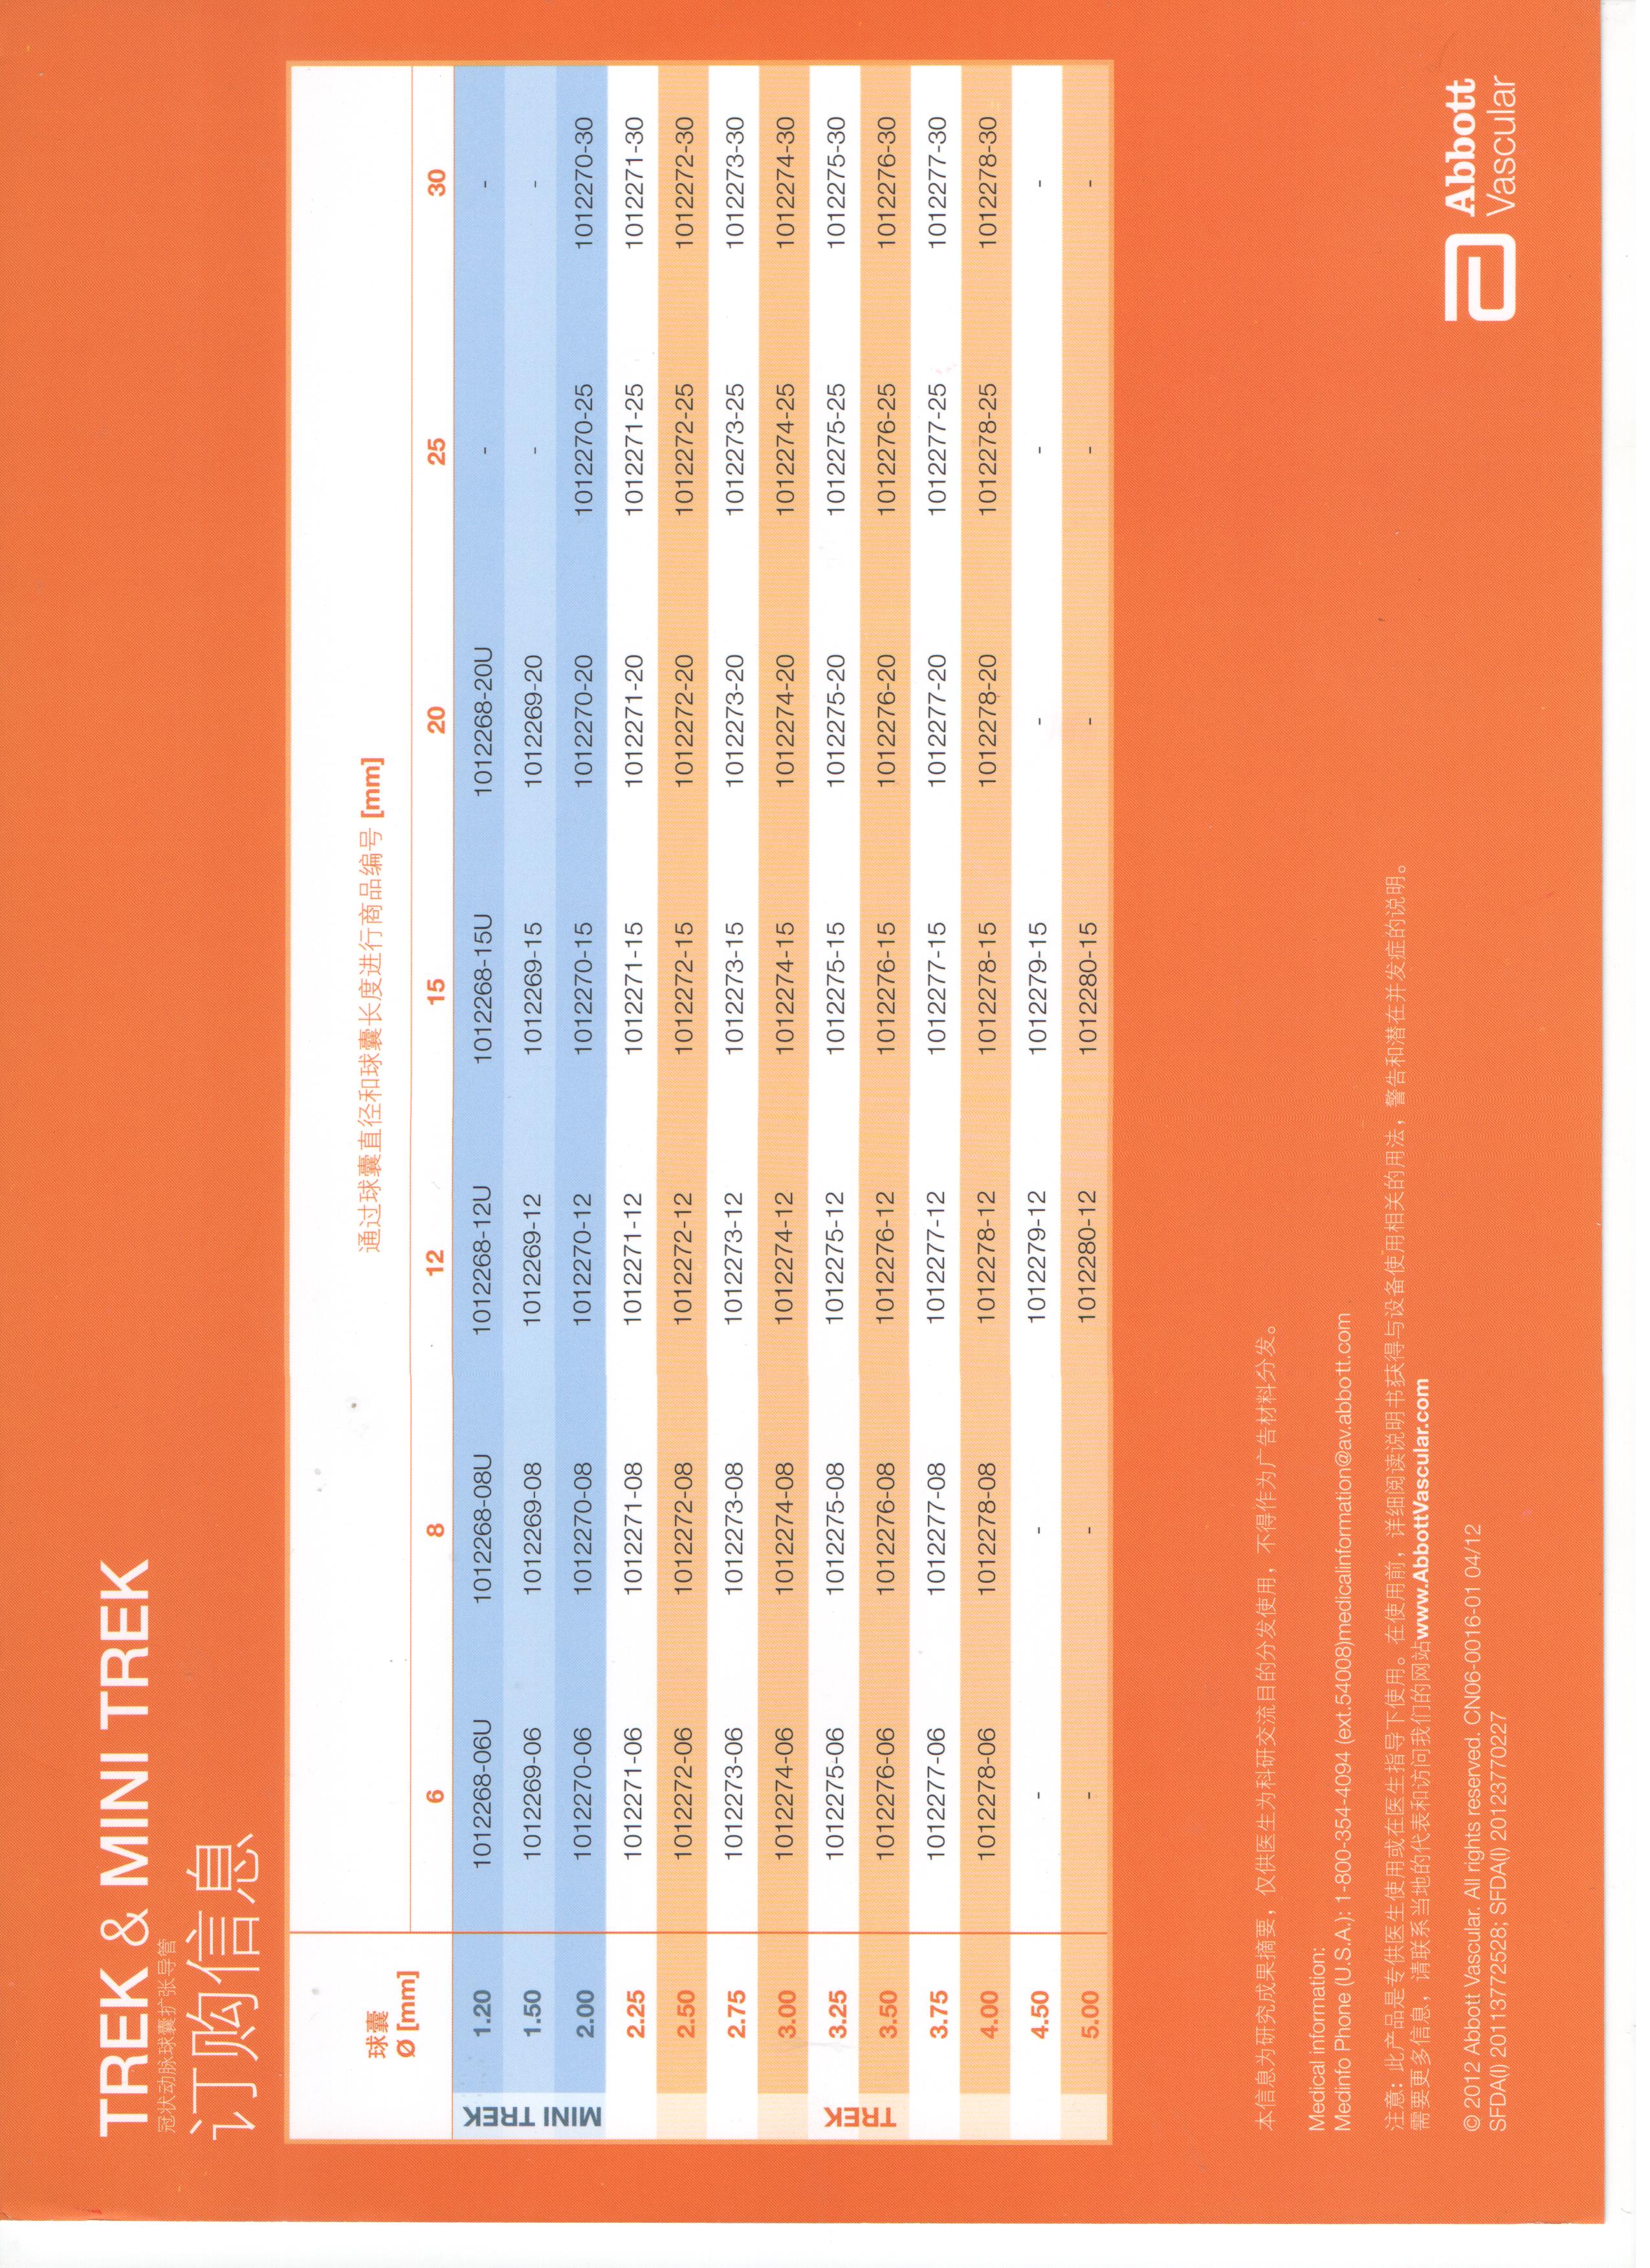 TREK & MINI TREK
冠状动脉球囊扩张导管
订购信息
通过球囊直径和球囊长度进行商品编号 [mm]
球囊
Ø [mm]
6 8 12 15 20 25 30
MINI TREK
1.20 1012268-06U 1012268-08U 1012268-12U 1012268-15U 1012268-20U - -
1.50 1012269-06 1012269-08 1012269-12 1012269-15 1012269-20 - -
2.00 1012270-06 1012270-08 1012270-12 1012270-15 1012270-20 1012270-25 1012270-30
TREK
2.25 1012271-06 1012271-08 1012271-12 1012271-15 1012271-20 1012271-25 1012271-30
2.50 1012272-06 1012272-08 1012272-12 1012272-15 1012272-20 1012272-25 1012272-30
2.75 1012273-06 1012273-08 1012273-12 1012273-15 1012273-20 1012273-25 1012273-30
3.00 1012274-06 1012274-08 1012274-12 1012274-15 1012274-20 1012274-25 1012274-30
3.25 1012275-06 1012275-08 1012275-12 1012275-15 1012275-20 1012275-25 1012275-30
3.50 1012276-06 1012276-08 1012276-12 1012276-15 1012276-20 1012276-25 1012276-30
3.75 1012277-06 1012277-08 1012277-12 1012277-15 1012277-20 1012277-25 1012277-30
4.00 1012278-06 1012278-08 1012278-12 1012278-15 1012278-20 1012278-25 1012278-30
4.50 - - 1012279-12 1012279-15 - - -
5.00 - - 1012280-12 1012280-15 - - -
本信息为研究成果摘要，仅供医生为科研交流目的分发使用，不得作为广告材料分发。
Medical information:
Medinfo Phone (U.S.A.): 1-800-354-4094 (ext.54008)medicalinformation@av.abbott.com
注意：此产品是专供医生使用或在医生指导下使用。在使用前，详细阅读说明书获得与设备使用相关的用法，警告和潜在并发症的说明。
需要更多信息，请联系当地的代表和访问我们的网站www.AbbottVascular.com
© 2012 Abbott Vascular. All rights reserved. CN06-0016-01 04/12
SFDA(I) 20113772528; SFDA(I) 20123770227
Abbott
Vascular